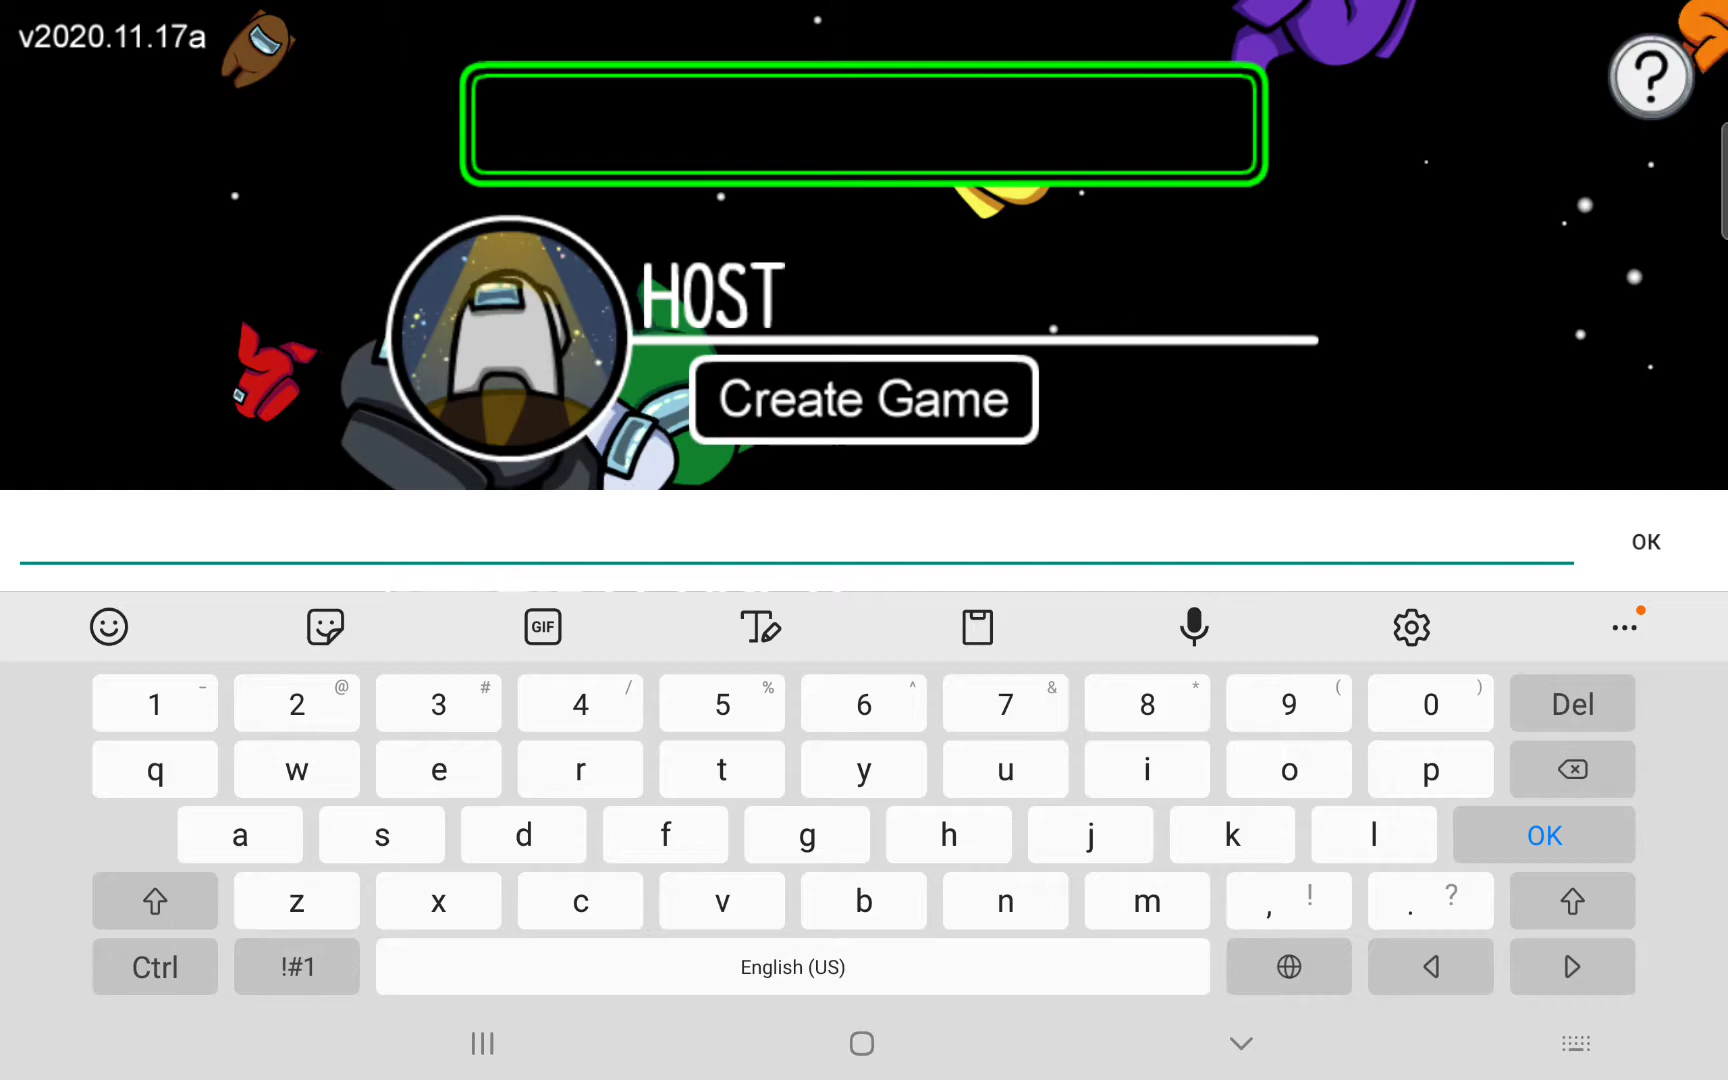 v2020.11.17a
?
HOST
Create Game
OK
GIF
1 - 2 @ 3 # 4 / 5 % 6 ^ 7 & 8 * 9 ( 0 ) Del
q w e r t y u i o p
a s d f g h j k l OK
z x c v b n m , ! . ?
Ctrl !#1 English (US)